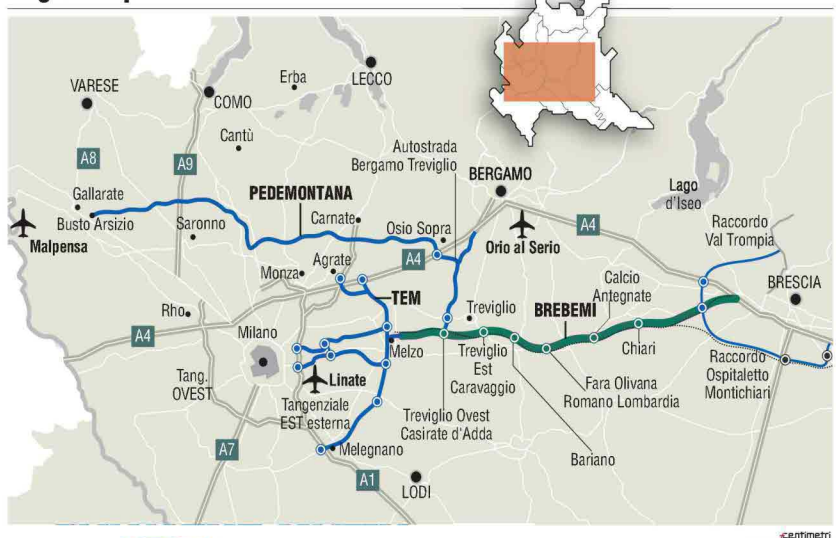 Erba
LECCO
VARESE
COMO
Cantù
Autostrada
Bergamo Treviglio
A8
A9
BERGAMO
Lago
d'Iseo
Gallarate
PEDEMONTANA
Busto Arsizio
Saronno
Carnate
Osio Sopra
Raccordo
Val Trompia
Malpensa
Orio al Serio
A4
Agrate
A4
Monza
Calcio
Antegnate
BRESCIA
TEM
Treviglio
BREBEMI
Rho
A4
Milano
Melzo
Treviglio
Est
Caravaggio
Chiari
Raccordo
Ospitaletto
Montichiari
Tang.
OVEST
Linate
Fara Olivana
Romano Lombardia
Tangenziale
EST esterna
Treviglio Ovest
Casirate d'Adda
A7
Melegnano
Bariano
A1
LODI
centimetri